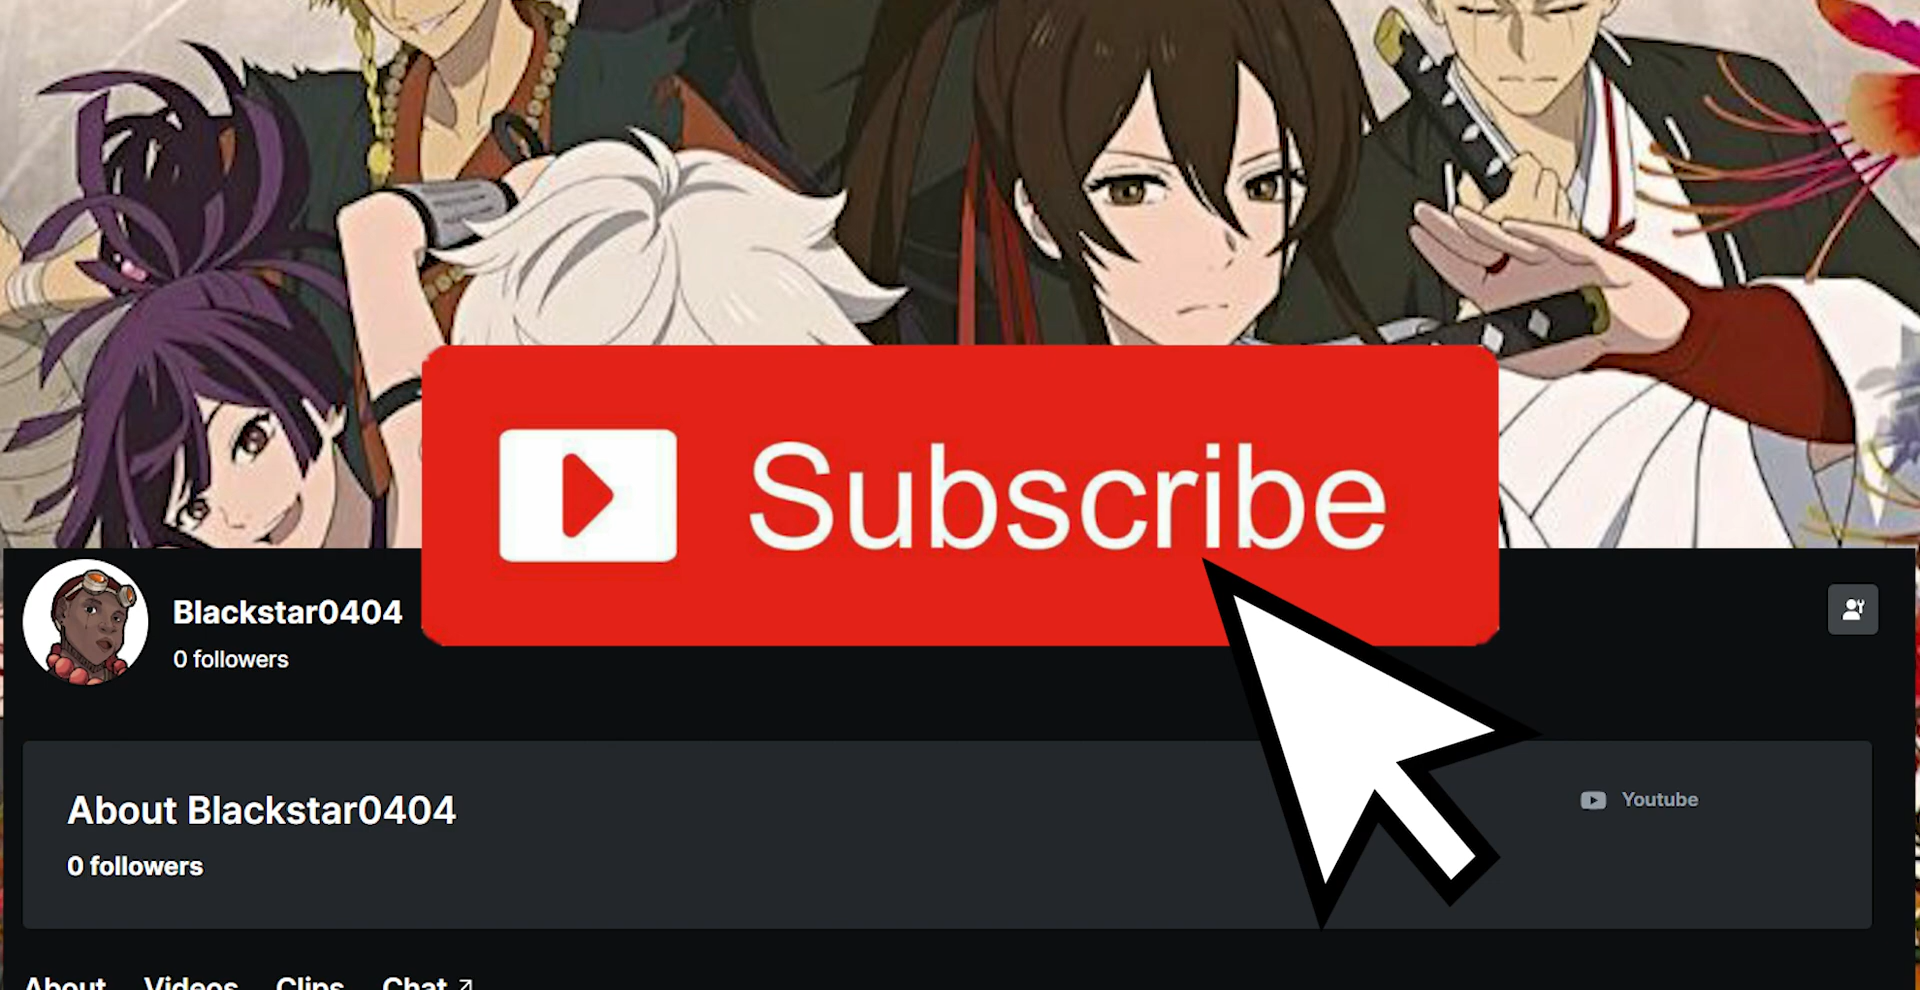 Subscribe
Blackstar0404
0 followers
About Blackstar0404
0 followers
Youtube
About Videos Clips Chat